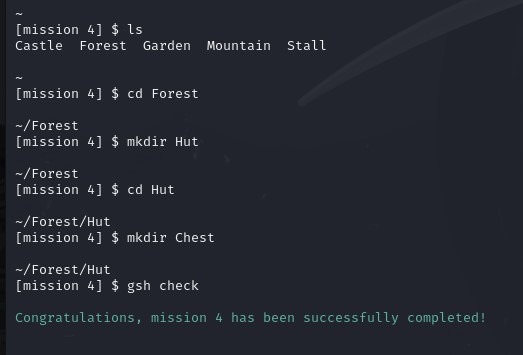 ~
[mission 4] $ ls
Castle  Forest  Garden  Mountain  Stall
~
[mission 4] $ cd Forest
~/Forest
[mission 4] $ mkdir Hut
~/Forest
[mission 4] $ cd Hut
~/Forest/Hut
[mission 4] $ mkdir Chest
~/Forest/Hut
[mission 4] $ gsh check
Congratulations, mission 4 has been successfully completed!